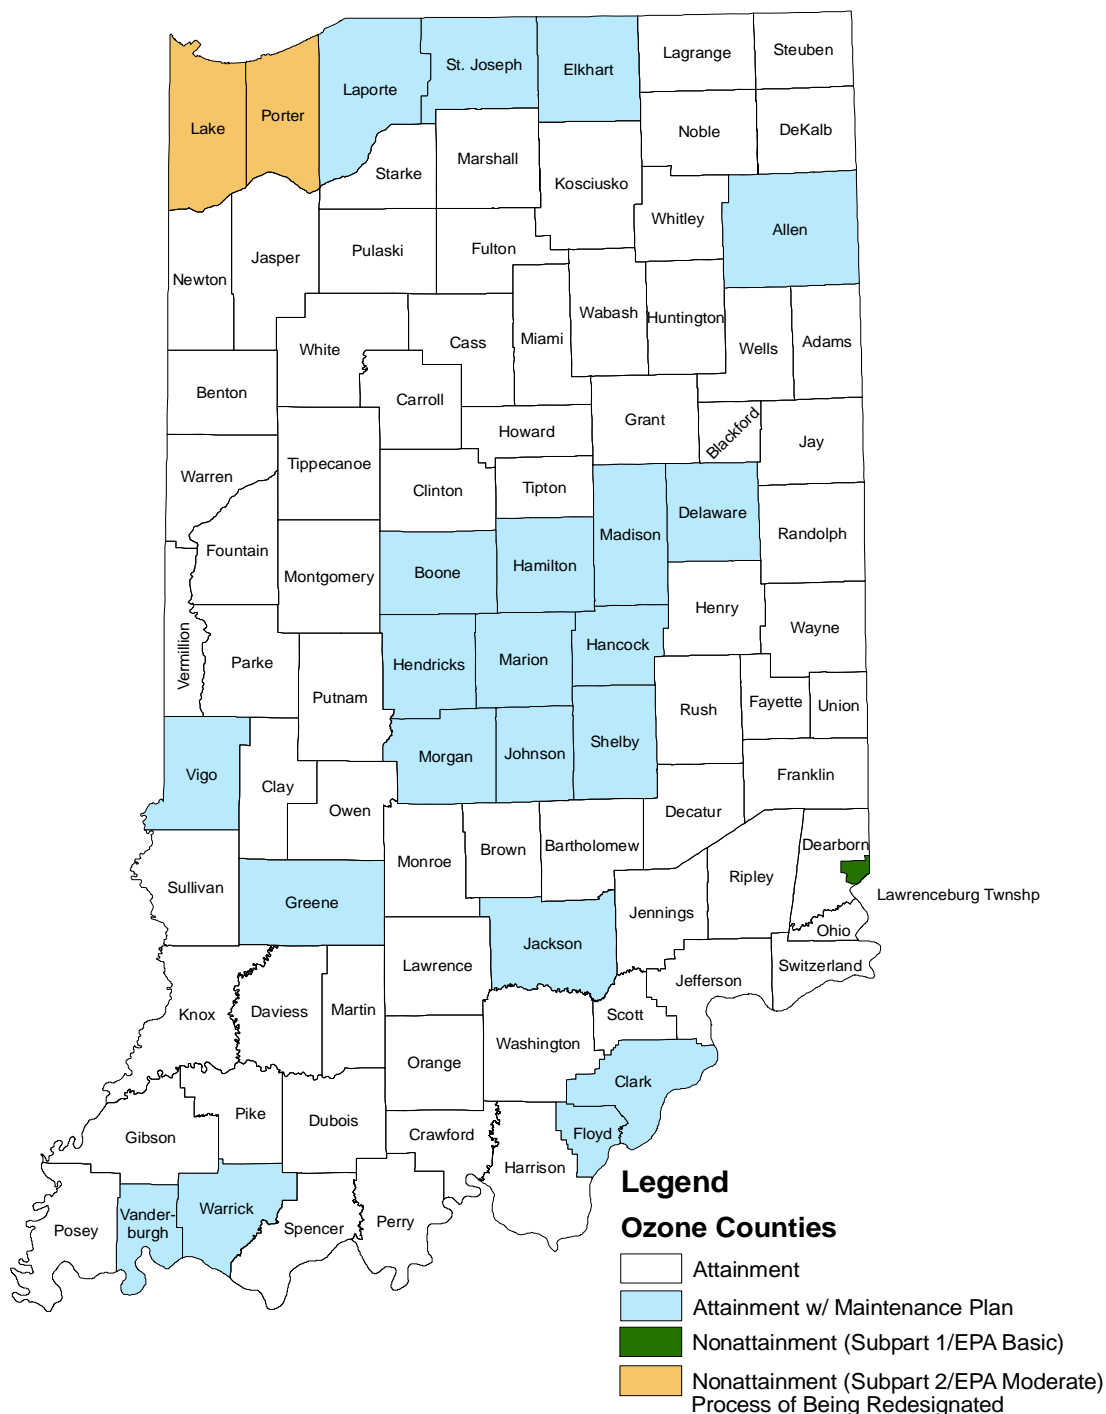 Lagrange
Steuben
St. Joseph
Elkhart
Laporte
Porter
Lake
Noble
DeKalb
Marshall
Starke
Kosciusko
Whitley
Allen
Pulaski
Fulton
Jasper
Newton
Wabash
Huntington
Miami
Cass
White
Wells
Adams
Benton
Carroll
Grant
Blackford
Howard
Jay
Tippecanoe
Warren
Clinton
Tipton
Delaware
Madison
Randolph
Fountain
Montgomery
Boone
Hamilton
Henry
Wayne
Vermillion
Parke
Hendricks
Marion
Hancock
Putnam
Rush
Fayette
Union
Vigo
Clay
Morgan
Johnson
Shelby
Franklin
Owen
Decatur
Monroe
Brown
Bartholomew
Dearborn
Ripley
Sullivan
Greene
Lawrenceburg Twnshp
Jennings
Ohio
Jackson
Lawrence
Switzerland
Jefferson
Knox
Daviess
Martin
Scott
Washington
Orange
Clark
Pike
Dubois
Gibson
Crawford
Floyd
Harrison
Posey
Vander-
burgh
Warrick
Spencer
Perry
Legend
Ozone Counties
Attainment
Attainment w/ Maintenance Plan
Nonattainment (Subpart 1/EPA Basic)
Nonattainment (Subpart 2/EPA Moderate)
Process of Being Redesignated